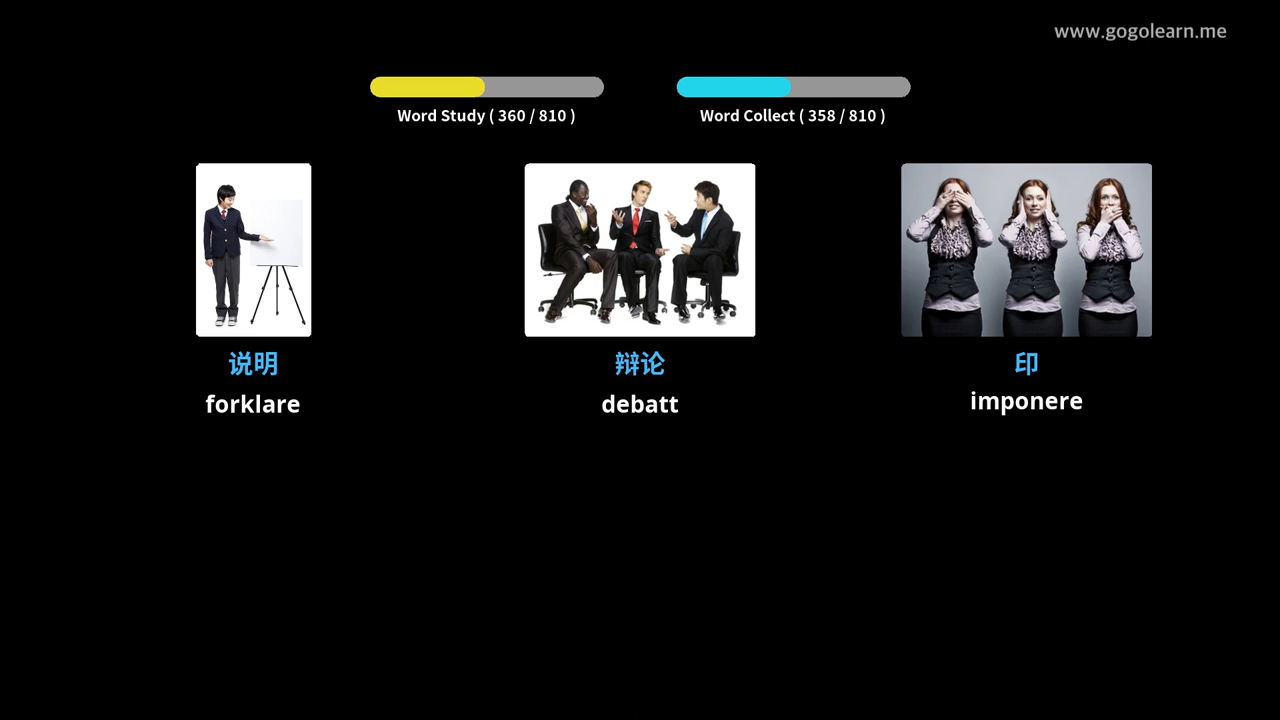 www.gogolearn.me
Word Study ( 360 / 810 )
Word Collect ( 358 / 810 )
说明
辩论
印
forklare
debatt
imponere